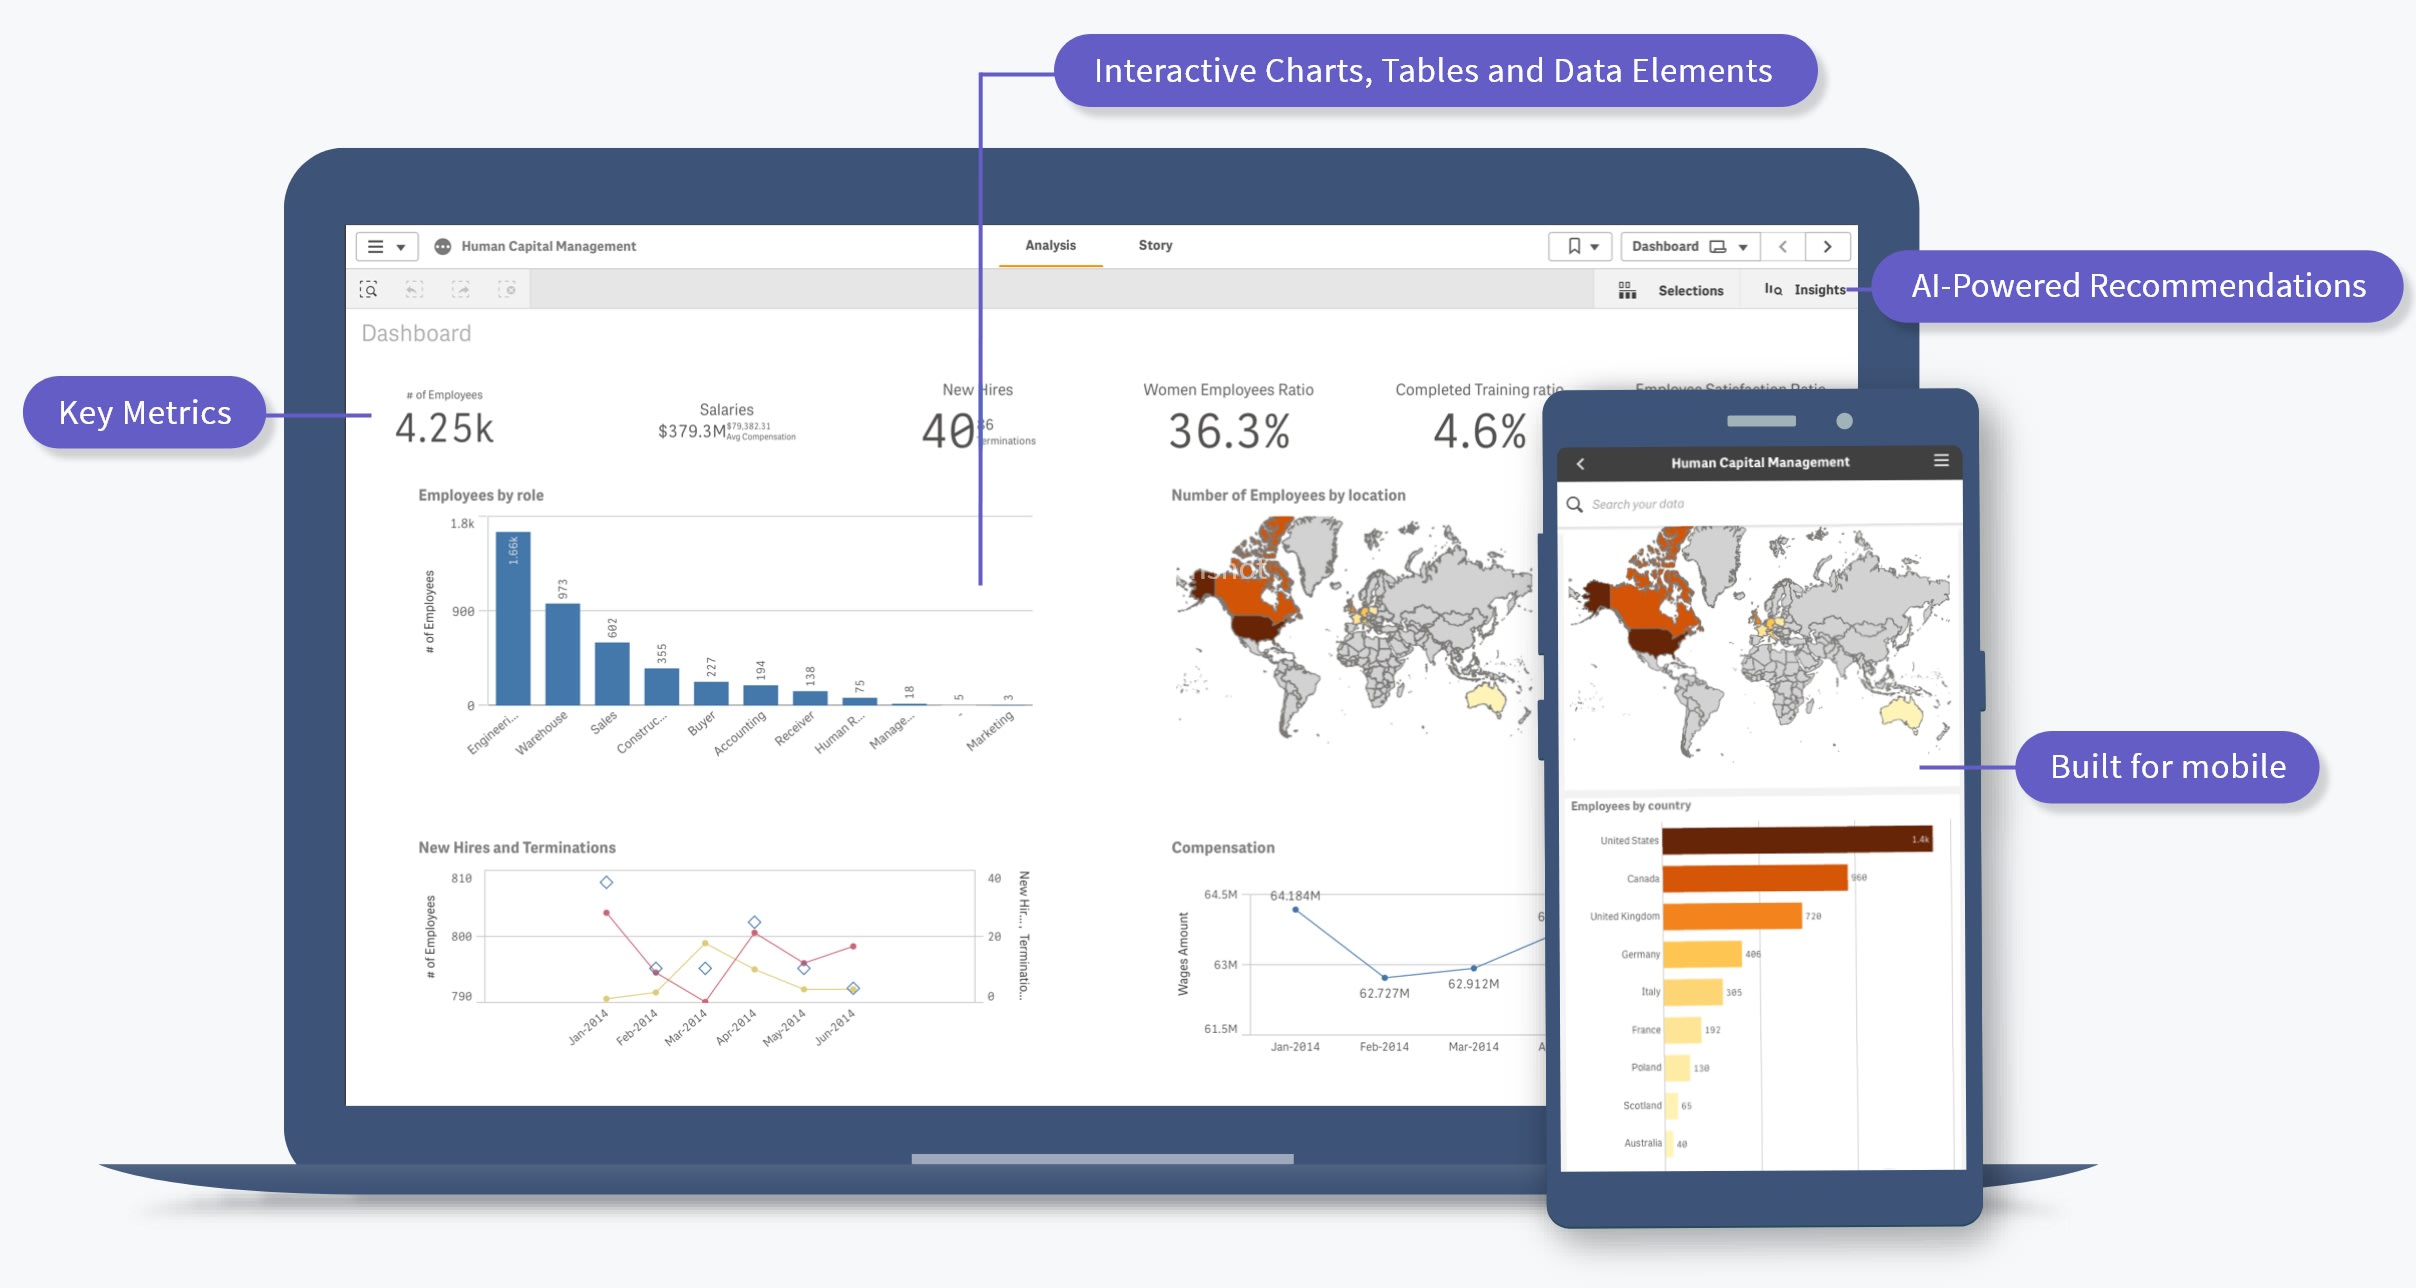 Interactive Charts, Tables and Data Elements
Human Capital Management
Analysis
Story
Dashboard
Selections
Insights
AI-Powered Recommendations
Dashboard
Key Metrics
# of Employees
4.25k
Salaries
$379.3M
$79,382.31
Avg Compensation
New Hires
40
36
Terminations
Women Employees Ratio
36.3%
Completed Training ratio
4.6%
Employee Satisfaction Ratio
Employees by role
# of Employees
1.8k
900
0
1.66k
973
602
355
227
194
138
75
18
5
3
Engineeri...
Warehouse
Sales
Construc...
Buyer
Accounting
Receiver
Human R...
Manage...
-
Marketing
Number of Employees by location
New Hires and Terminations
# of Employees
810
800
790
40
20
0
New Hir... , Terminatio...
Jan-2014
Feb-2014
Mar-2014
Apr-2014
May-2014
Jun-2014
Compensation
Wages Amount
64.5M
63M
61.5M
64.184M
62.727M
62.912M
6
Jan-2014
Feb-2014
Mar-2014
A
Human Capital Management
Search your data
Built for mobile
Employees by country
United States 1.4k
Canada 960
United Kingdom 720
Germany 406
Italy 305
France 192
Poland 130
Scotland 65
Australia 40